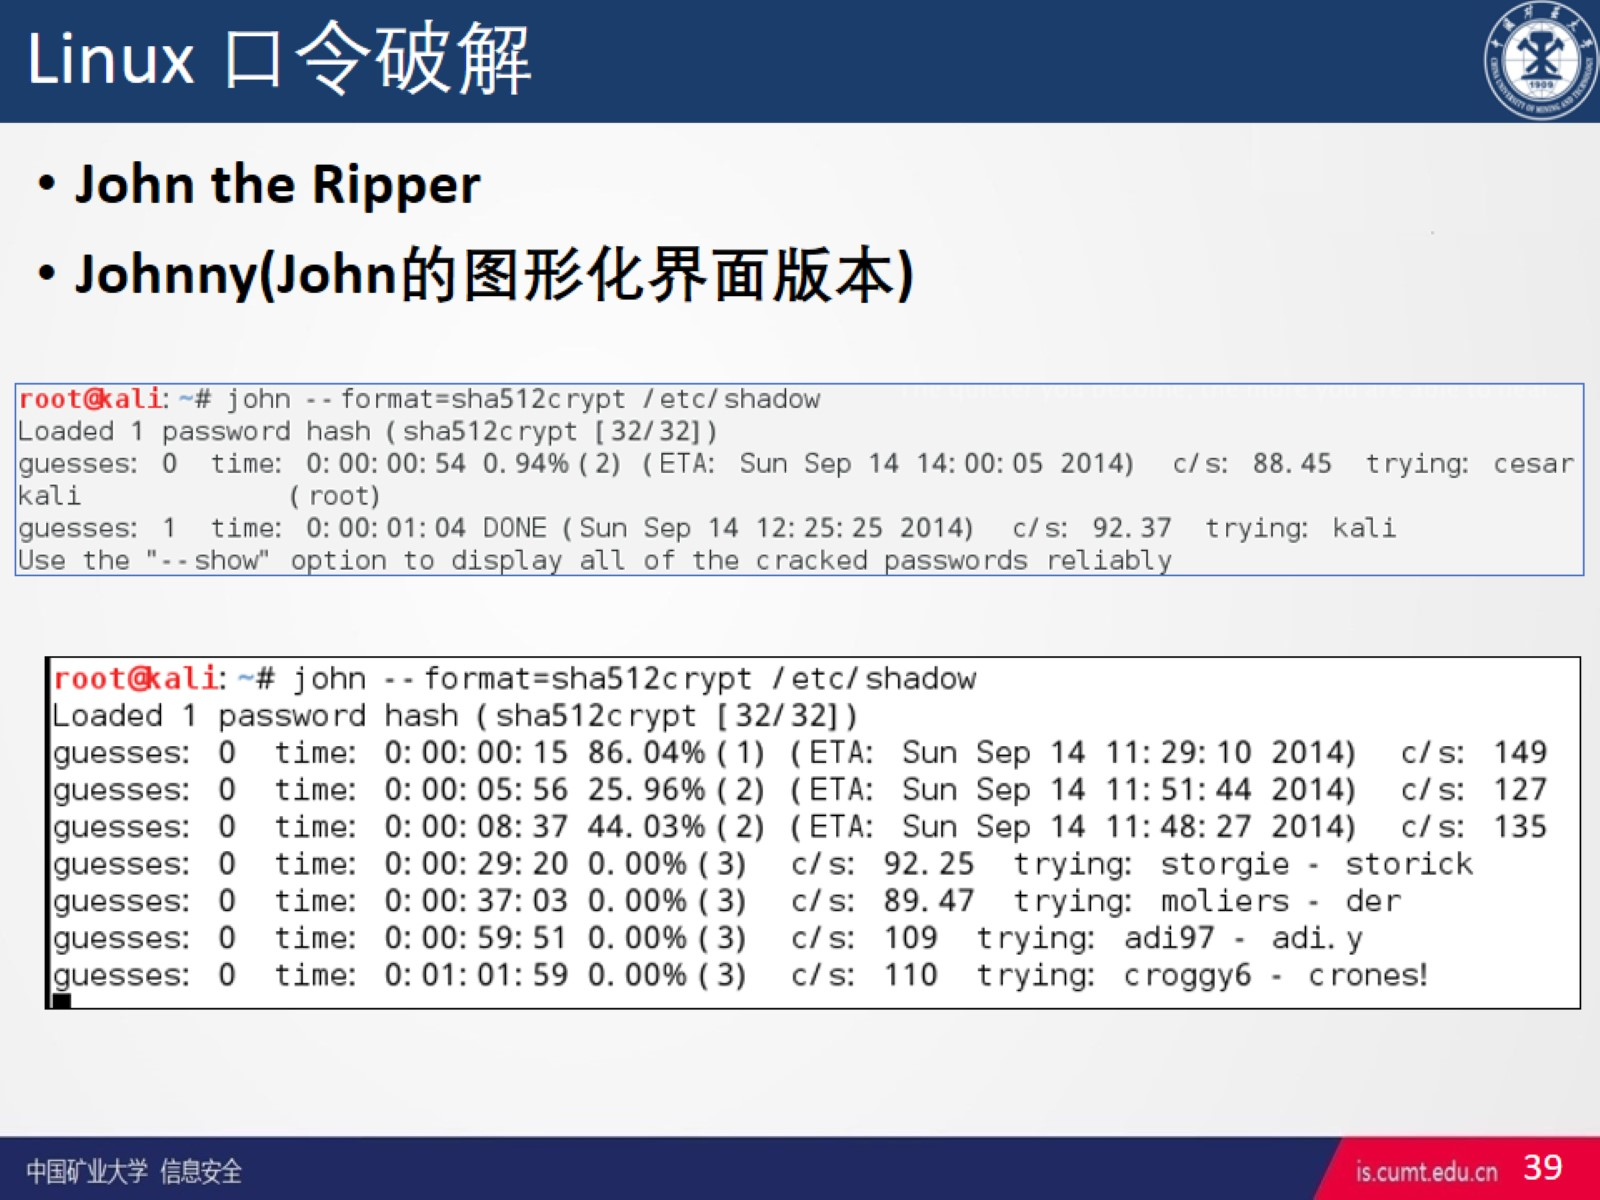 Linux 口令破解
• John the Ripper
• Johnny(John的图形化界面版本)
root@kali:~# john --format=sha512crypt /etc/shadow
Loaded 1 password hash (sha512crypt [32/32])
guesses: 0  time: 0:00:00:54 0.94% (2) (ETA: Sun Sep 14 14:00:05 2014)  c/s: 88.45  trying: cesar
kali             (root)
guesses: 1  time: 0:00:01:04 DONE (Sun Sep 14 12:25:25 2014)  c/s: 92.37  trying: kali
Use the "--show" option to display all of the cracked passwords reliably
root@kali:~# john --format=sha512crypt /etc/shadow
Loaded 1 password hash (sha512crypt [32/32])
guesses: 0  time: 0:00:00:15 86.04% (1) (ETA: Sun Sep 14 11:29:10 2014)  c/s: 149
guesses: 0  time: 0:00:05:56 25.96% (2) (ETA: Sun Sep 14 11:51:44 2014)  c/s: 127
guesses: 0  time: 0:00:08:37 44.03% (2) (ETA: Sun Sep 14 11:48:27 2014)  c/s: 135
guesses: 0  time: 0:00:29:20 0.00% (3)  c/s: 92.25  trying: storgie - storick
guesses: 0  time: 0:00:37:03 0.00% (3)  c/s: 89.47  trying: moliers - der
guesses: 0  time: 0:00:59:51 0.00% (3)  c/s: 109  trying: adi97 - adi.y
guesses: 0  time: 0:01:01:59 0.00% (3)  c/s: 110  trying: croggy6 - crones!
中国矿业大学 信息安全
is.cumt.edu.cn 39